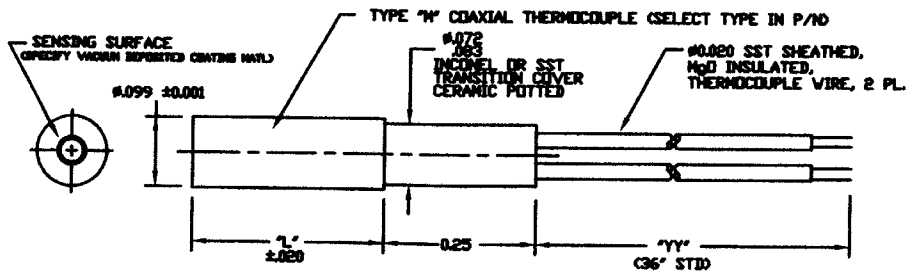 TYPE "M" COAXIAL THERMOCOUPLE (SELECT TYPE IN P/N)
SENSING SURFACE
(SPECIFY VACUUM DEPOSITED COATING MATL)
Ø.099 ±0.001
Ø.072
.083
INCONEL OR SST
TRANSITION COVER
CERAMIC POTTED
Ø0.020 SST SHEATHED,
MgO INSULATED,
THERMOCOUPLE WIRE, 2 PL.
"L"
±.020
0.25
"YY"
(36" STD)